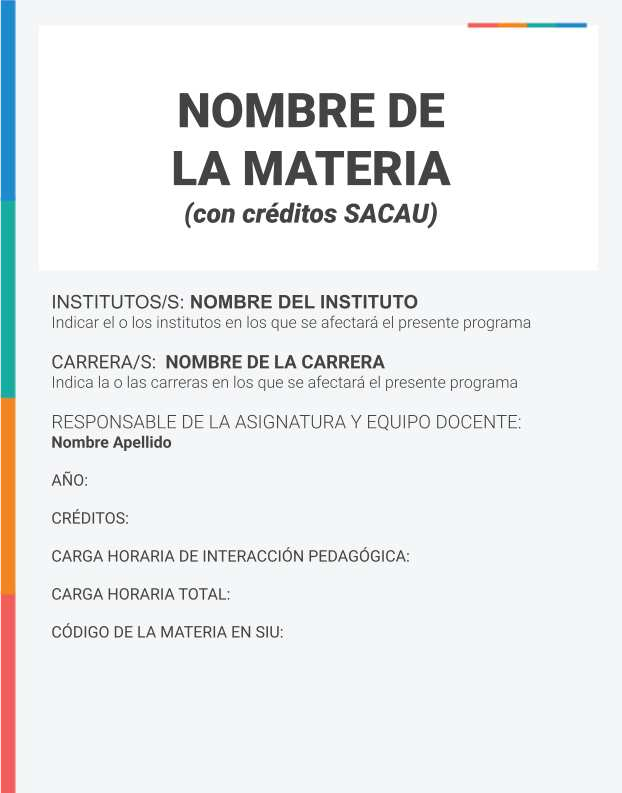 NOMBRE DE
LA MATERIA
(con créditos SACAU)
INSTITUTOS/S: NOMBRE DEL INSTITUTO
Indicar el o los institutos en los que se afectará el presente programa
CARRERA/S: NOMBRE DE LA CARRERA
Indica la o las carreras en los que se afectará el presente programa
RESPONSABLE DE LA ASIGNATURA Y EQUIPO DOCENTE:
Nombre Apellido
AÑO:
CRÉDITOS:
CARGA HORARIA DE INTERACCIÓN PEDAGÓGICA:
CARGA HORARIA TOTAL:
CÓDIGO DE LA MATERIA EN SIU: